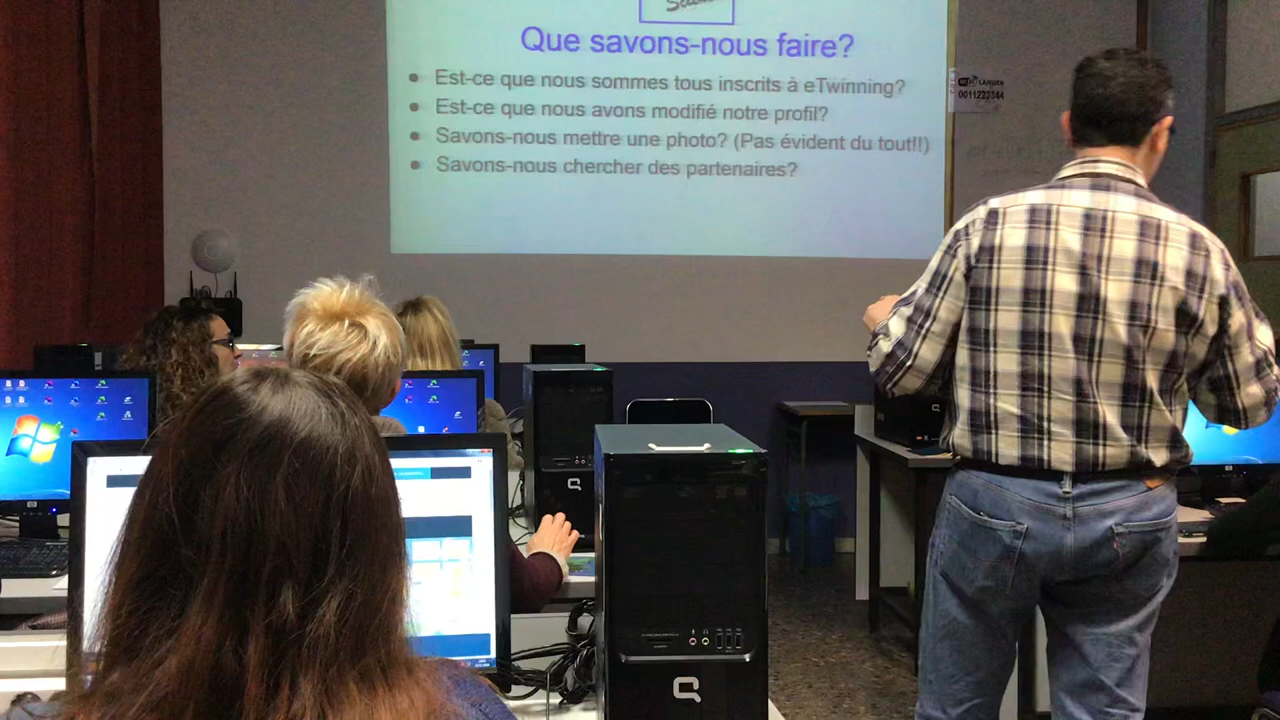 Que savons-nous faire?
Est-ce que nous sommes tous inscrits à eTwinning?
Est-ce que nous avons modifié notre profil?
Savons-nous mettre une photo? (Pas évident du tout!!)
Savons-nous chercher des partenaires?
0011223344